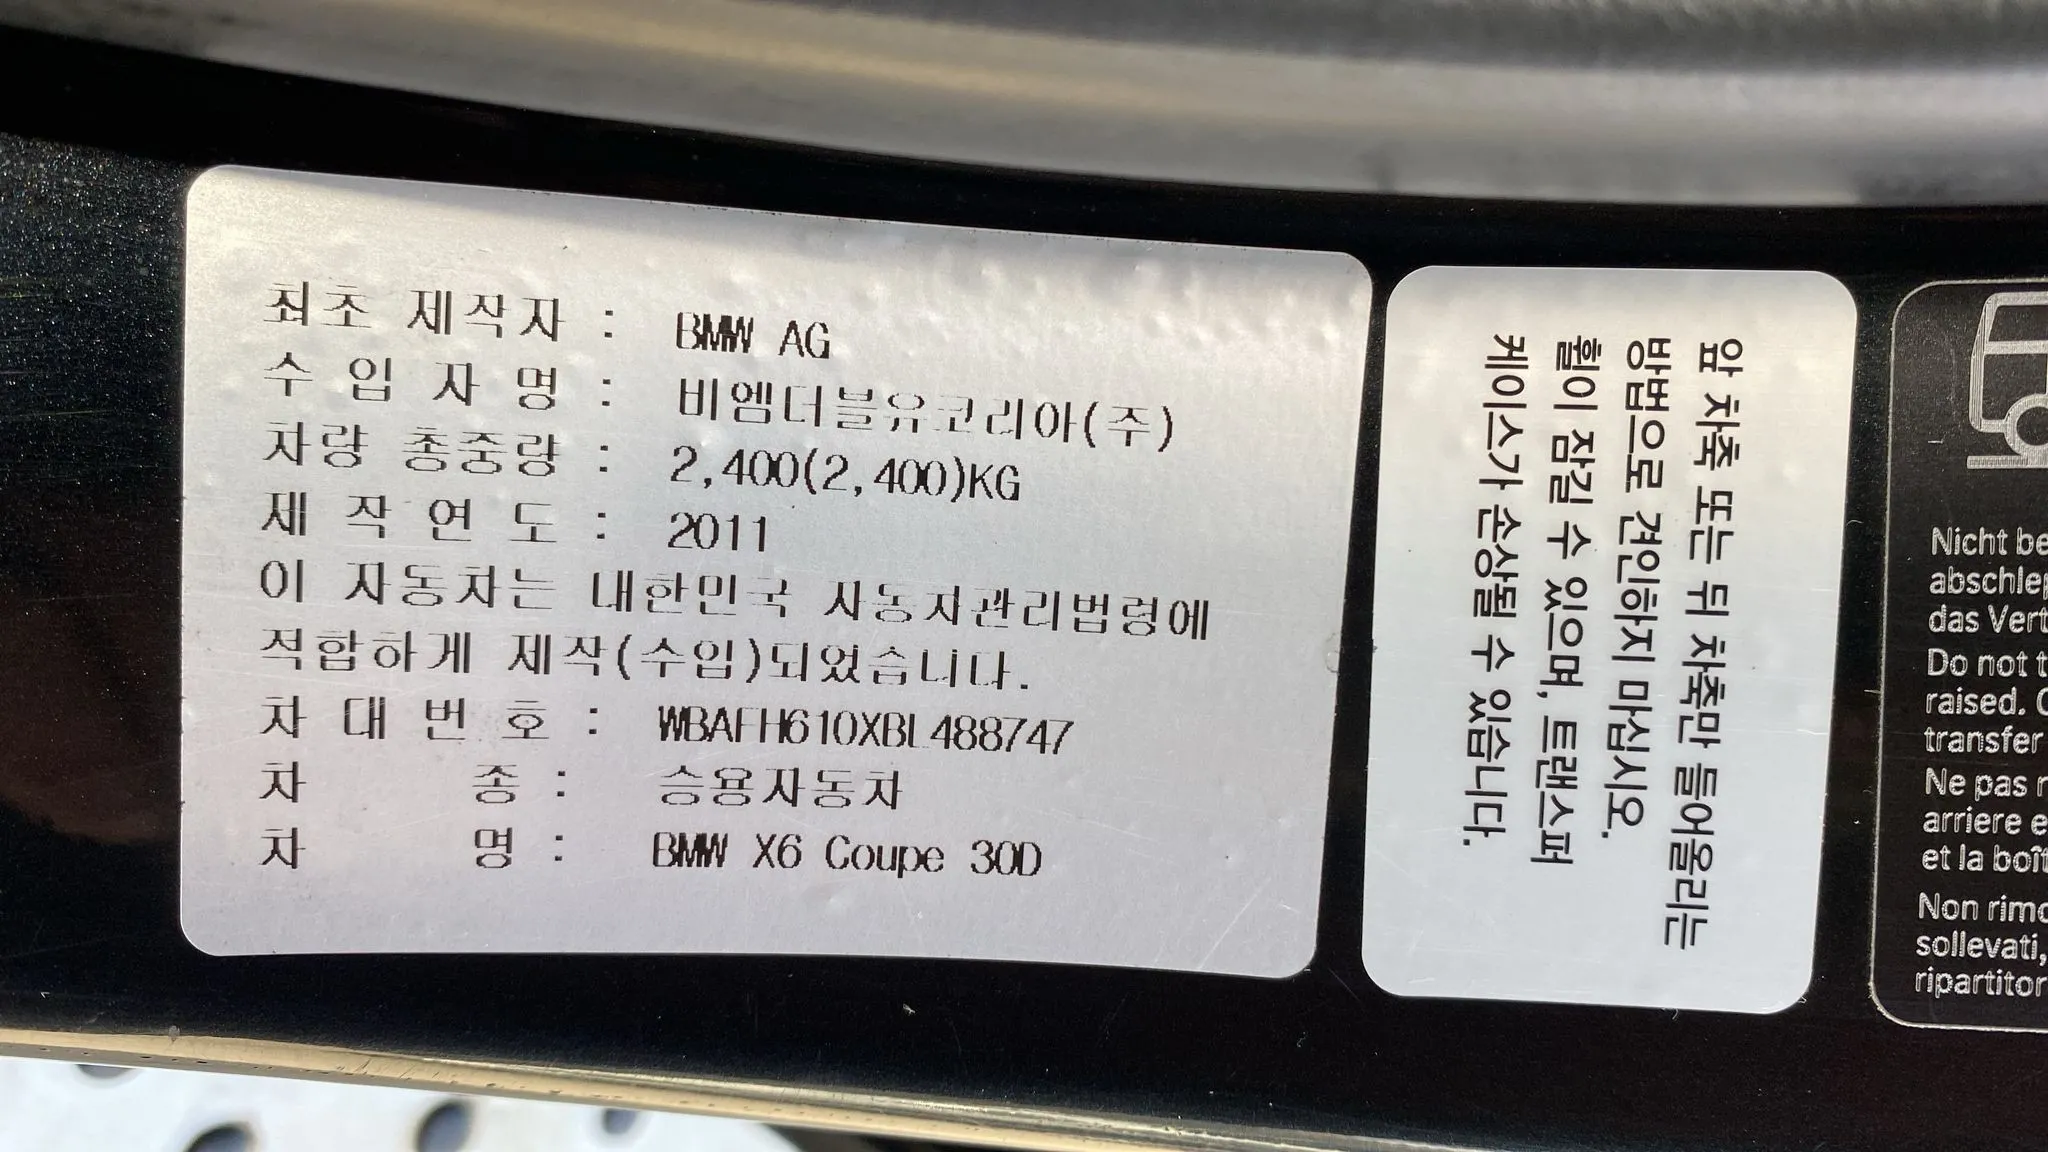 최초 제작자 : BMW AG
수 입 자 명 : 비엠더블유코리아(주)
차량 총중량 : 2,400(2,400)KG
제 작 연 도 : 2011
이 자동차는 대한민국 자동차관리법령에
적합하게 제작(수입)되었습니다.
차 대 번 호 : WBAFH610XBL488747
차 종 : 승용자동차
차 명 : BMW X6 Coupe 30D
앞 차축 또는 뒤 차축만 들어올리는
방법으로 견인하지 마십시오.
휠이 잠길 수 있으며, 트랜스퍼
케이스가 손상될 수 있습니다.
Nicht
das
Do not
raised.
transfer
Ne pas
arriere
et la
Non
sollevati,